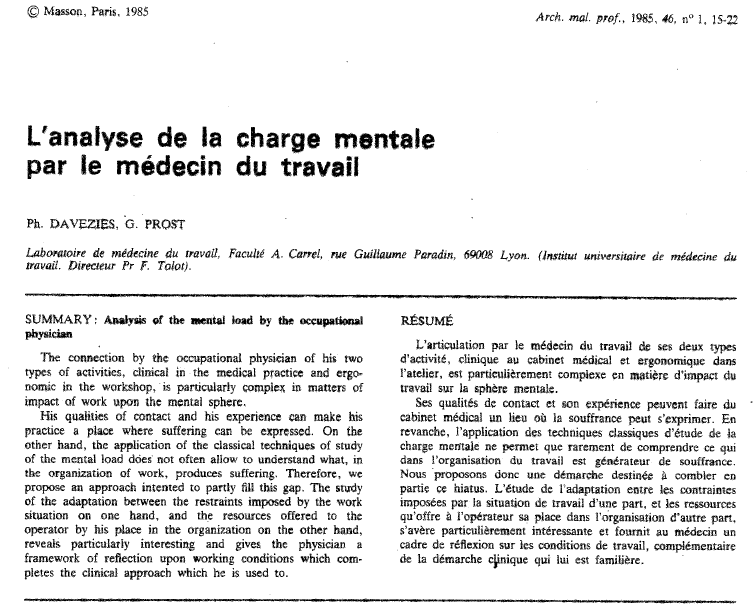 © Masson, Paris, 1985
Arch. mal. prof., 1985, 46, n° 1, 15-22
L'analyse de la charge mentale
par le médecin du travail
Ph. DAVEZIES, G. PROST
Laboratoire de médecine du travail, Faculté A. Carrel, rue Guillaume Paradin, 69008 Lyon. (Institut universitaire de médecine du
travail. Directeur Pr F. Tolot).
SUMMARY : Analysis of the mental load by the occupational
physician
The connection by the occupational physician of his two
types of activities, clinical in the medical practice and ergo-
nomic in the workshop, is particularly complex in matters of
impact of work upon the mental sphere.
His qualities of contact and his experience can make his
practice a place where suffering can be expressed. On the
other hand, the application of the classical techniques of study
of the mental load does not often allow to understand what, in
the organization of work, produces suffering. Therefore, we
propose an approach intented to partly fill this gap. The study
of the adaptation between the restraints imposed by the work
situation on one hand, and the resources offered to the
operator by his place in the organization on the other hand,
reveals particularly interesting and gives the physician a
framework of reflection upon working conditions which com-
pletes the clinical approach which he is used to.
RÉSUMÉ
L'articulation par le médecin du travail de ses deux types
d'activité, clinique au cabinet médical et ergonomique dans
l'atelier, est particulièrement complexe en matière d'impact du
travail sur la sphère mentale.
Ses qualités de contact et son expérience peuvent faire du
cabinet médical un lieu où la souffrance peut s'exprimer. En
revanche, l'application des techniques classiques d'étude de la
charge mentale ne permet que rarement de comprendre ce qui
dans l'organisation du travail est générateur de souffrance.
Nous proposons donc une démarche destinée à combler en
partie ce hiatus. L'étude de l'adaptation entre les contraintes
imposées par la situation de travail d'une part, et les ressources
qu'offre à l'opérateur sa place dans l'organisation d'autre part,
s'avère particulièrement intéressante et fournit au médecin un
cadre de réflexion sur les conditions de travail, complémentaire
de la démarche clinique qui lui est familière.